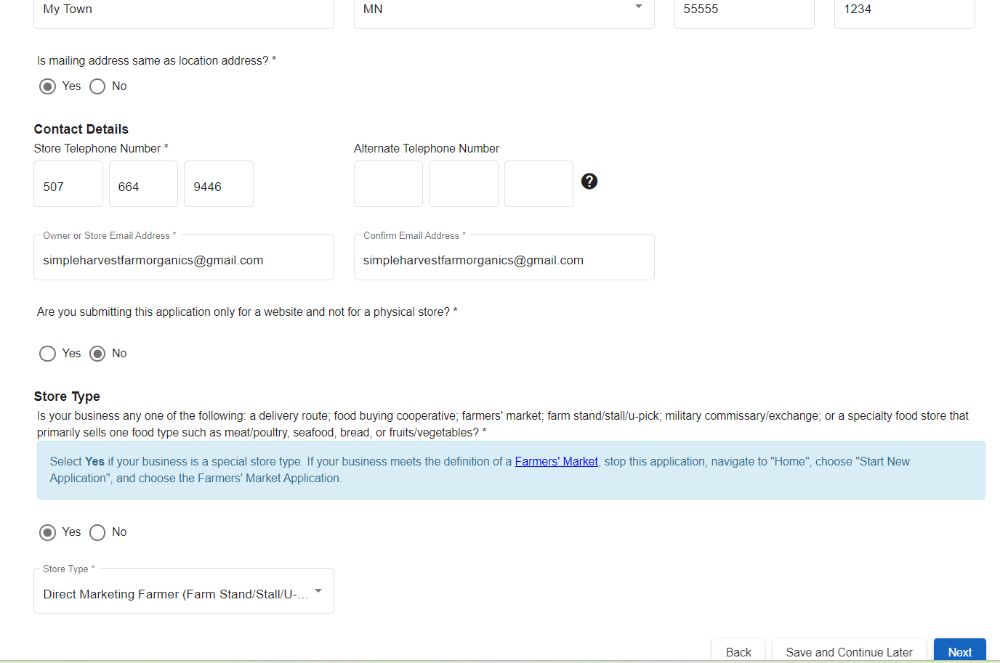 My Town MN 55555 1234
Is mailing address same as location address? *
Yes No
Contact Details
Store Telephone Number * Alternate Telephone Number
507 664 9446 ?
Owner or Store Email Address * Confirm Email Address *
simpleharvestfarmorganics@gmail.com simpleharvestfarmorganics@gmail.com
Are you submitting this application only for a website and not for a physical store? *
Yes No
Store Type
Is your business any one of the following: a delivery route; food buying cooperative; farmers' market; farm stand/stall/u-pick; military commissary/exchange; or a specialty food store that
primarily sells one food type such as meat/poultry, seafood, bread, or fruits/vegetables? *
Select Yes if your business is a special store type. If your business meets the definition of a Farmers' Market, stop this application, navigate to "Home", choose "Start New
Application", and choose the Farmers' Market Application.
Yes No
Store Type *
Direct Marketing Farmer (Farm Stand/Stall/U-...
Back Save and Continue Later Next